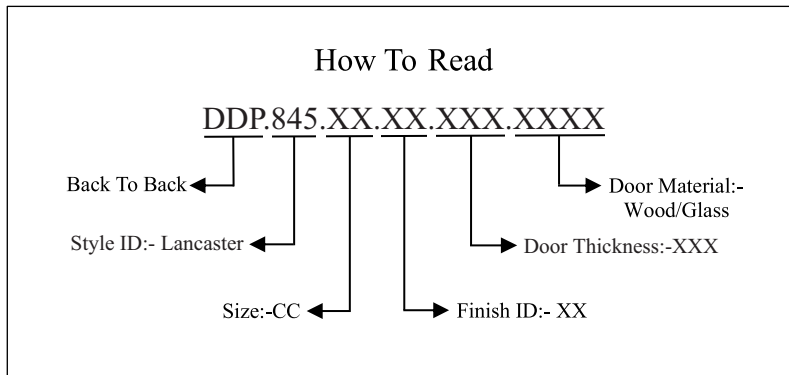 How To Read
DDP.845.XX.XX.XXX.XXXX
Back To Back
Door Material:-
Wood/Glass
Style ID:- Lancaster
Door Thickness:-XXX
Size:-CC
Finish ID:- XX